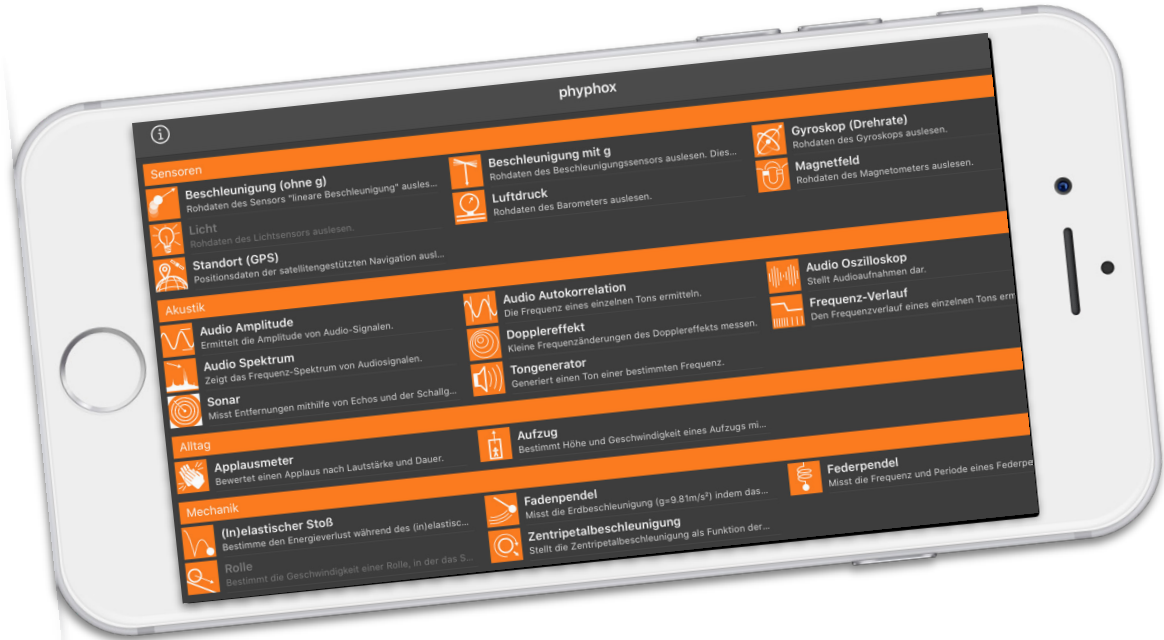 phyphox
Sensoren
Beschleunigung (ohne g)
Rohdaten des Sensors "lineare Beschleunigung" ausles...
Beschleunigung mit g
Rohdaten des Beschleunigungssensors auslesen. Dies...
Gyroskop (Drehrate)
Rohdaten des Gyroskops auslesen.
Licht
Rohdaten des Lichtsensors auslesen.
Luftdruck
Rohdaten des Barometers auslesen.
Magnetfeld
Rohdaten des Magnetometers auslesen.
Standort (GPS)
Positionsdaten der satellitengestützten Navigation ausl...
Akustik
Audio Amplitude
Ermittelt die Amplitude von Audio-Signalen.
Audio Autokorrelation
Die Frequenz eines einzelnen Tons ermitteln.
Audio Oszilloskop
Stellt Audioaufnahmen dar.
Audio Spektrum
Zeigt das Frequenz-Spektrum von Audiosignalen.
Dopplereffekt
Kleine Frequenzänderungen des Dopplereffekts messen.
Frequenz-Verlauf
Den Frequenzverlauf eines einzelnen Tons erm
Sonar
Misst Entfernungen mithilfe von Echos und der Schallg...
Tongenerator
Generiert einen Ton einer bestimmten Frequenz.
Alltag
Applausmeter
Bewertet einen Applaus nach Lautstärke und Dauer.
Aufzug
Bestimmt Höhe und Geschwindigkeit eines Aufzugs mi...
Mechanik
(In)elastischer Stoß
Bestimme den Energieverlust während des (in)elastisc...
Fadenpendel
Misst die Erdbeschleunigung (g=9.81m/s²) indem das...
Federpendel
Misst die Frequenz und Periode eines Federpe
Rolle
Bestimmt die Geschwindigkeit einer Rolle, in der das S...
Zentripetalbeschleunigung
Stellt die Zentripetalbeschleunigung als Funktion der...